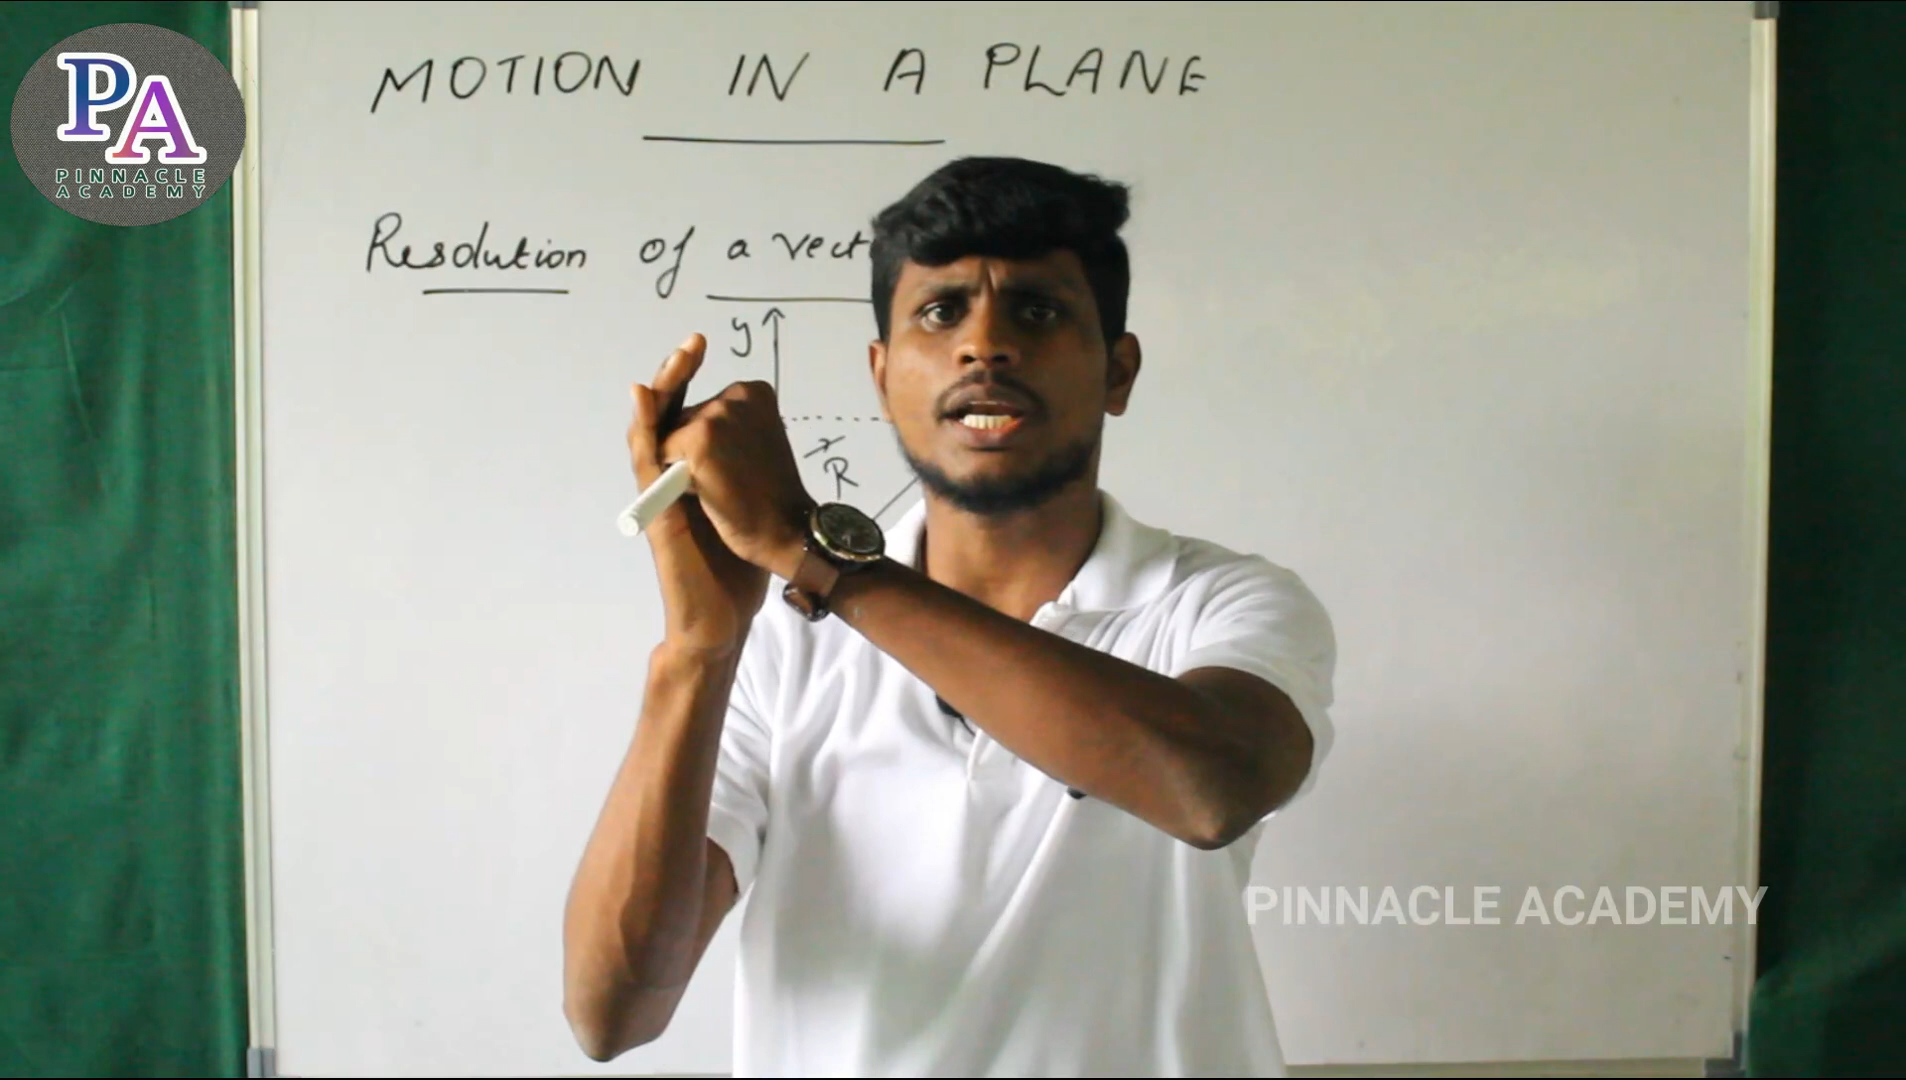 PA
PINNACLE
ACADEMY
MOTION IN A PLANE
Resolution of a vect
y
R
PINNACLE ACADEMY